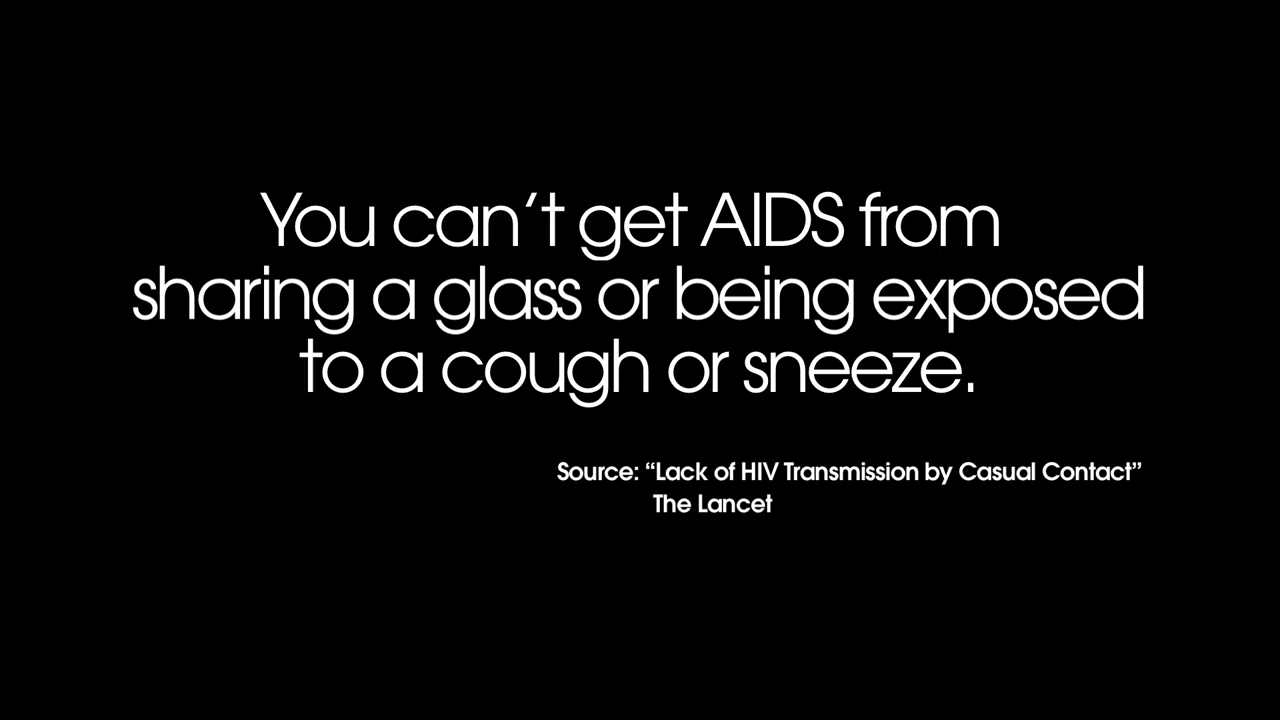 You can't get AIDS from
sharing a glass or being exposed
to a cough or sneeze.
Source: “Lack of HIV Transmission by Casual Contact”
The Lancet